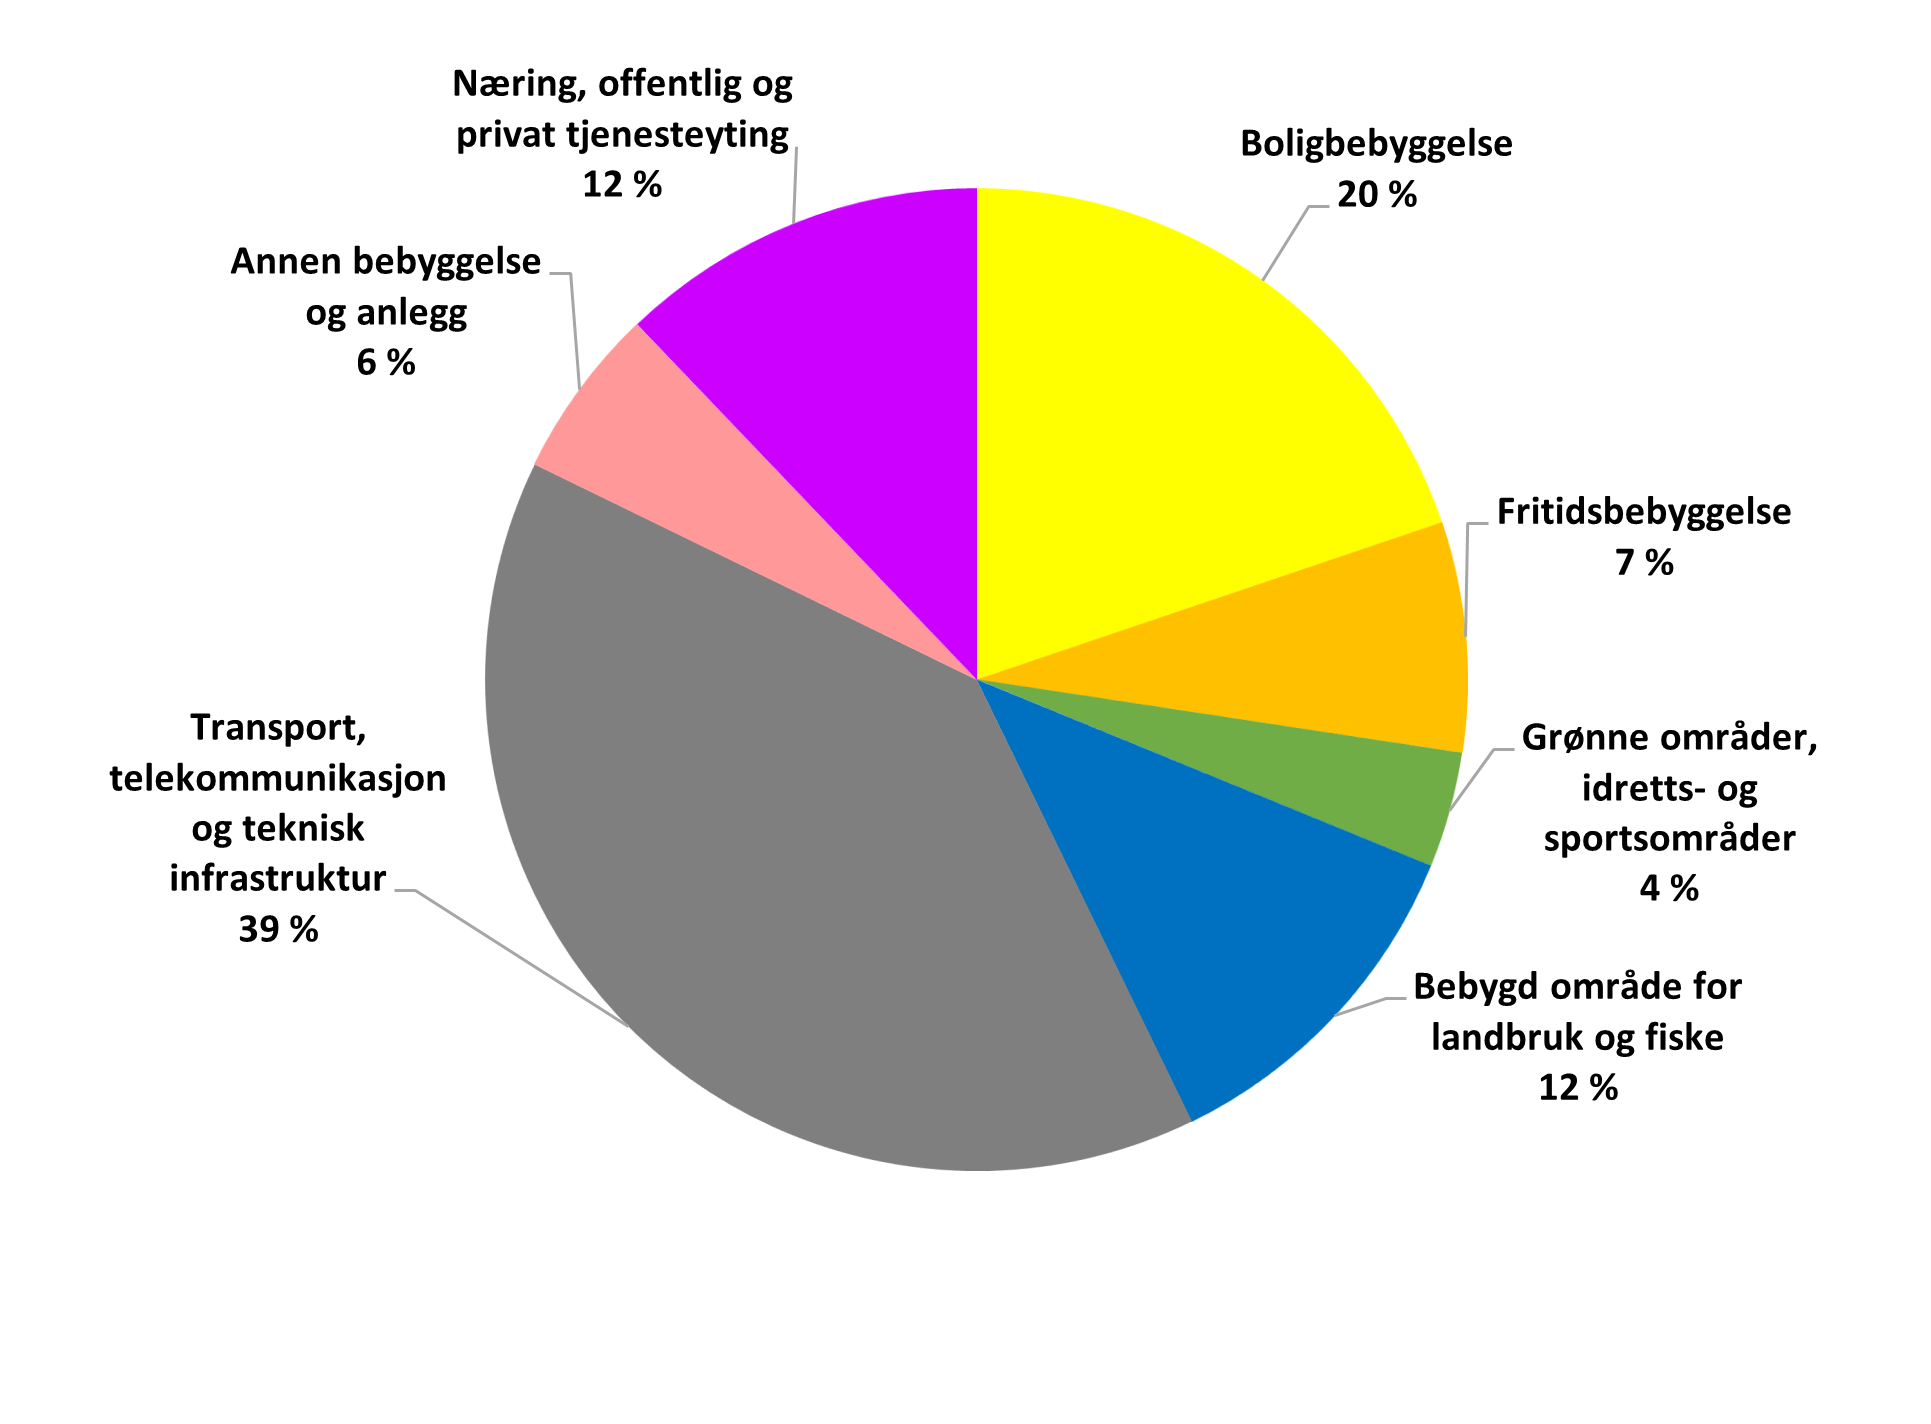 Næring, offentlig og
privat tjenesteyting
12 %
Boligbebyggelse
20 %
Annen bebyggelse
og anlegg
6 %
Fritidsbebyggelse
7 %
Transport,
telekommunikasjon
og teknisk
infrastruktur
39 %
Grønne områder,
idretts- og
sportsområder
4 %
Bebygd område for
landbruk og fiske
12 %